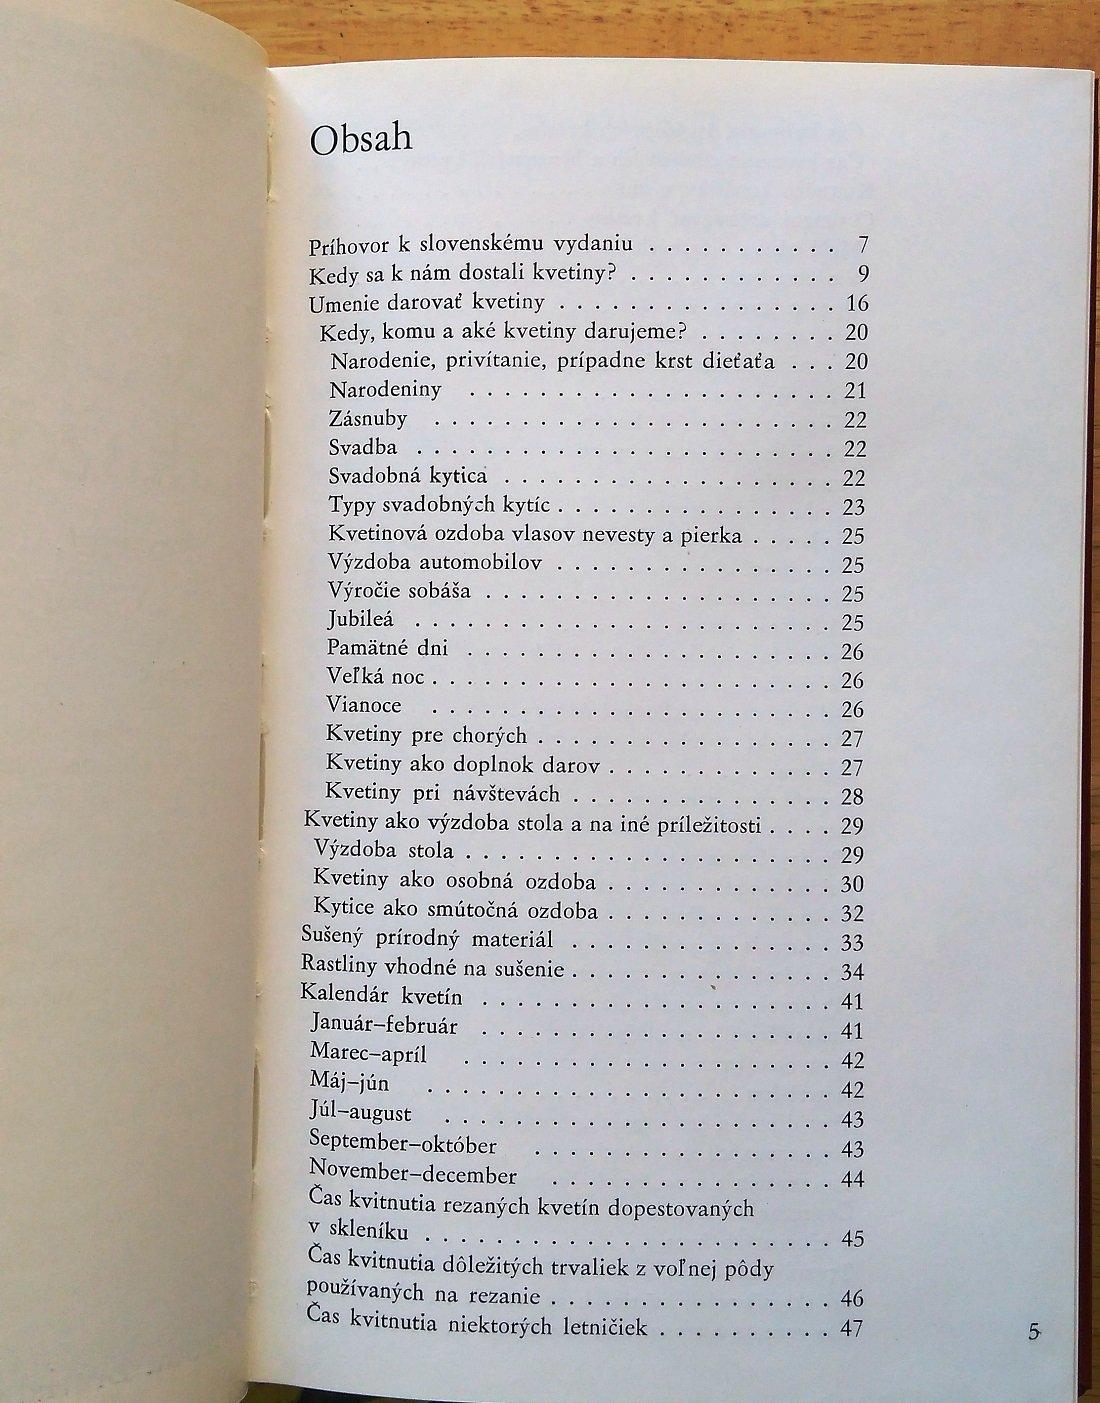 Obsah
Príhovor k slovenskému vydaniu . . . . . . . . . . . 7
Kedy sa k nám dostali kvetiny? . . . . . . . . . . . . 9
Umenie darovať kvetiny . . . . . . . . . . . . . . . . 16
Kedy, komu a aké kvetiny darujeme? . . . . . . . . 20
Narodenie, privítanie, prípadne krst dieťaťa . . . 20
Narodeniny . . . . . . . . . . . . . . . . . . . . . 21
Zásnuby . . . . . . . . . . . . . . . . . . . . . . . 22
Svadba . . . . . . . . . . . . . . . . . . . . . . . . 22
Svadobná kytica . . . . . . . . . . . . . . . . . . . 22
Typy svadobných kytíc . . . . . . . . . . . . . . . . 23
Kvetinová ozdoba vlasov nevesty a pierka . . . . . 25
Výzdoba automobilov . . . . . . . . . . . . . . . . 25
Výročie sobáša . . . . . . . . . . . . . . . . . . . . 25
Jubileá . . . . . . . . . . . . . . . . . . . . . . . . 25
Pamätné dni . . . . . . . . . . . . . . . . . . . . . 26
Veľká noc . . . . . . . . . . . . . . . . . . . . . . . 26
Vianoce . . . . . . . . . . . . . . . . . . . . . . . 26
Kvetiny pre chorých . . . . . . . . . . . . . . . . . 27
Kvetiny ako doplnok darov . . . . . . . . . . . . . 27
Kvetiny pri návštevách . . . . . . . . . . . . . . . 28
Kvetiny ako výzdoba stola a na iné príležitosti . . . . 29
Výzdoba stola . . . . . . . . . . . . . . . . . . . . . 29
Kvetiny ako osobná ozdoba . . . . . . . . . . . . . 30
Kytice ako smútočná ozdoba . . . . . . . . . . . . . 32
Sušený prírodný materiál . . . . . . . . . . . . . . . 33
Rastliny vhodné na sušenie . . . . . . . . . . . . . . . 34
Kalendár kvetín . . . . . . . . . . . . . . . . . . . . 41
Január–február . . . . . . . . . . . . . . . . . . . . 41
Marec–apríl . . . . . . . . . . . . . . . . . . . . . 42
Máj–jún . . . . . . . . . . . . . . . . . . . . . . . 42
Júl–august . . . . . . . . . . . . . . . . . . . . . . 43
September–október . . . . . . . . . . . . . . . . . 43
November–december . . . . . . . . . . . . . . . . 44
Čas kvitnutia rezaných kvetín dopestovaných
v skleníku . . . . . . . . . . . . . . . . . . . . . . . 45
Čas kvitnutia dôležitých trvaliek z voľnej pôdy
používaných na rezanie . . . . . . . . . . . . . . . . 46
Čas kvitnutia niektorých letničiek . . . . . . . . . . 47
5